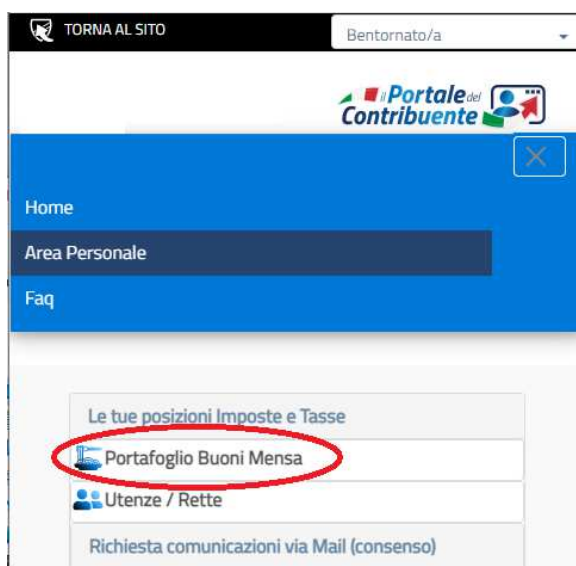 TORNA AL SITO
Bentornato/a
il Portale del
Contribuente
Home
Area Personale
Faq
Le tue posizioni Imposte e Tasse
Portafoglio Buoni Mensa
Utenze / Rette
Richiesta comunicazioni via Mail (consenso)